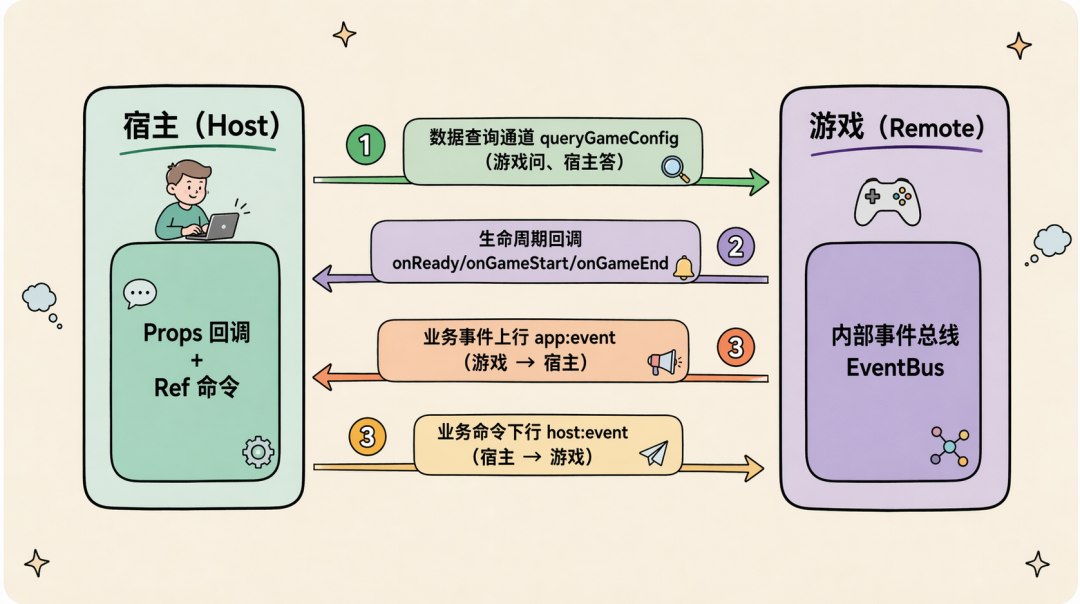 宿主（Host）
Props 回调
+
Ref 命令
1
数据查询通道 queryGameConfig
（游戏问、宿主答）
生命周期回调
onReady/onGameStart/onGameEnd
2
业务事件上行 app:event
（游戏 → 宿主）
3
3
业务命令下行 host:event
（宿主 → 游戏）
游戏（Remote）
内部事件总线
EventBus